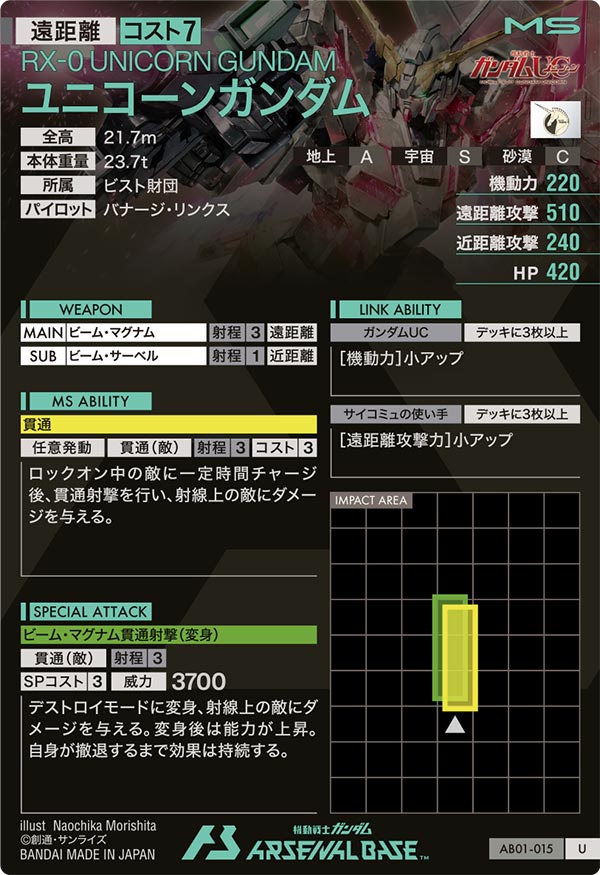 遠距離 コスト7
MS
RX-0 UNICORN GUNDAM
機動戦士
ガンダムUC
ユニコーンガンダム
全高 21.7m
本体重量 23.7t
地上 A 宇宙 S 砂漠 C
所属 ビスト財団
機動力 220
パイロット バナージ・リンクス
遠距離攻撃 510
近距離攻撃 240
HP 420
WEAPON
MAIN ビーム・マグナム 射程 3 遠距離
SUB ビーム・サーベル 射程 1 近距離
MS ABILITY
貫通
任意発動 貫通(敵) 射程 3 コスト 3
ロックオン中の敵に一定時間チャージ
後、貫通射撃を行い、射線上の敵にダメ
ージを与える。
SPECIAL ATTACK
ビーム・マグナム貫通射撃(変身)
貫通(敵) 射程 3
SPコスト 3 威力 3700
デストロイモードに変身、射線上の敵にダ
メージを与える。変身後は能力が上昇。
自身が撤退するまで効果は持続する。
LINK ABILITY
ガンダムUC デッキに3枚以上
[機動力]小アップ
サイコミュの使い手 デッキに3枚以上
[遠距離攻撃力]小アップ
IMPACT AREA
illust Naochika Morishita
©創通・サンライズ
BANDAI MADE IN JAPAN
機動戦士ガンダム
AB ARSENAL BASE™
AB01-015 U